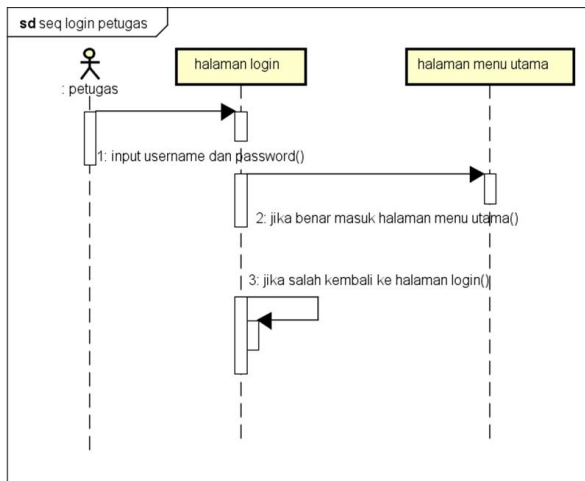 sd seq login petugas
: petugas
halaman login
halaman menu utama
1: input username dan password()
2: jika benar masuk halaman menu utama()
3: jika salah kembali ke halaman login()